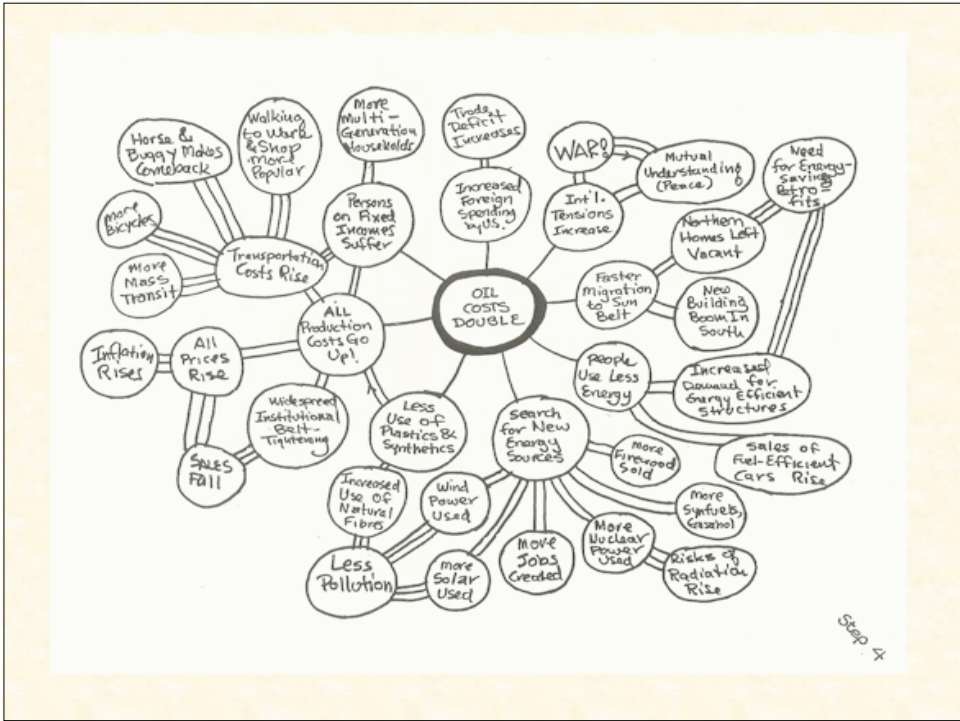 OIL
COSTS
DOUBLE
Horse &
Buggy Makes
Comeback
Walking
to Work
& Shop
More
Popular
More
Multi-
Generation
Households
Trade
Deficit
Increases
WAR?
Mutual
Understanding
(Peace)
Need
for Energy-
Saving
Retro-
fits
more
Bicycles
Transportation
Costs Rise
Persons
on Fixed
Incomes
Suffer
Increased
Foreign
Spending
by U.S.
Int'l.
Tensions
Increase
Northern
Homes Left
Vacant
More
Mass
Transit
Faster
Migration
to Sun
Belt
New
Building
Boom In
South
ALL
Production
Costs Go
Up!
Inflation
Rises
All
Prices
Rise
People
Use Less
Energy
Increased
Demand for
Energy Efficient
Structures
Widespread
Institutional
Belt-
Tightening
Less
Use of
Plastics &
Synthetics
Search
for New
Energy
Sources
SALES
Fall
more
Firewood
Sold
Sales of
Fuel-Efficient
Cars Rise
Increased
Use of
Natural
Fibres
Wind
Power
Used
More
Synfuels,
Gasohol
Less
Pollution
more
Solar
Used
More
Jobs
Created
More
Nuclear
Power
Used
Risks of
Radiation
Rise
Step 4